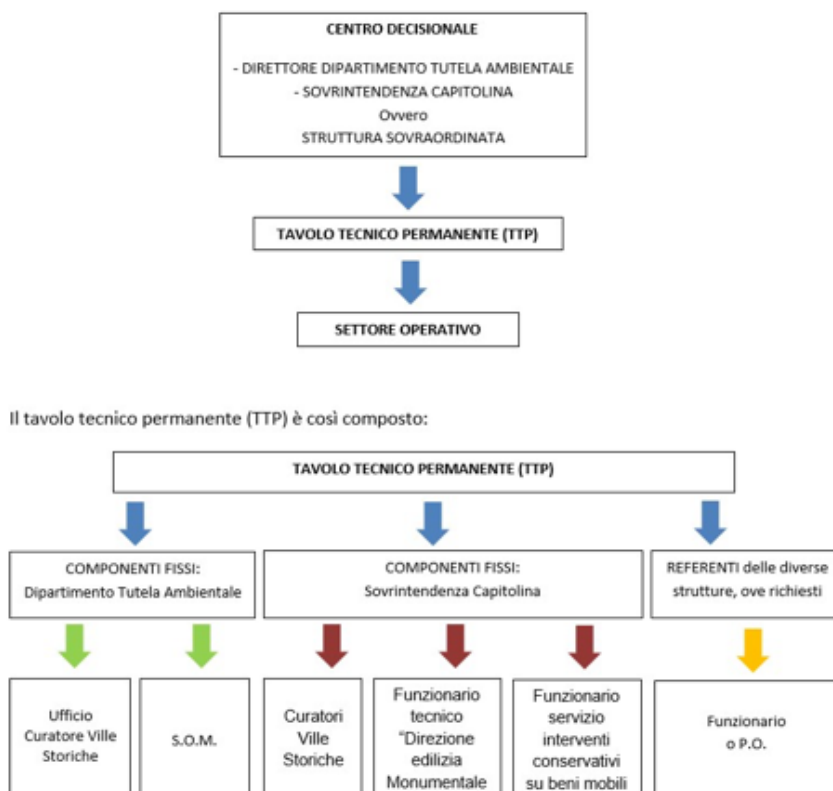 CENTRO DECISIONALE
- DIRETTORE DIPARTIMENTO TUTELA AMBIENTALE
- SOVRINTENDENZA CAPITOLINA
Ovvero
STRUTTURA SOVRAORDINATA
TAVOLO TECNICO PERMANENTE (TTP)
SETTORE OPERATIVO
Il tavolo tecnico permanente (TTP) è così composto:
TAVOLO TECNICO PERMANENTE (TTP)
COMPONENTI FISSI:
Dipartimento Tutela Ambientale
COMPONENTI FISSI:
Sovrintendenza Capitolina
REFERENTI delle diverse
strutture, ove richiesti
Ufficio
Curatore Ville
Storiche
S.O.M.
Curatori
Ville
Storiche
Funzionario
tecnico
"Direzione
edilizia
Monumentale
Funzionario
servizio
interventi
conservativi
su beni mobili
Funzionario
o P.O.